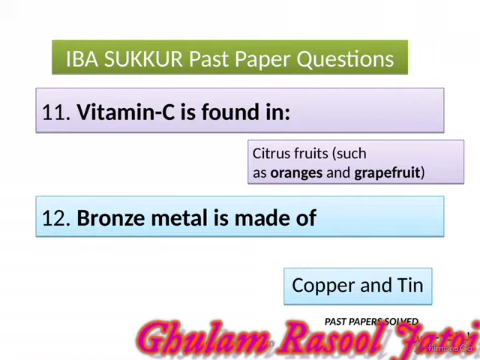 IBA SUKKUR Past Paper Questions
11. Vitamin-C is found in:
Citrus fruits (such
as oranges and grapefruit)
12. Bronze metal is made of
Copper and Tin
PAST PAPERS SOLVED
Ghulam Rasool Jatoi